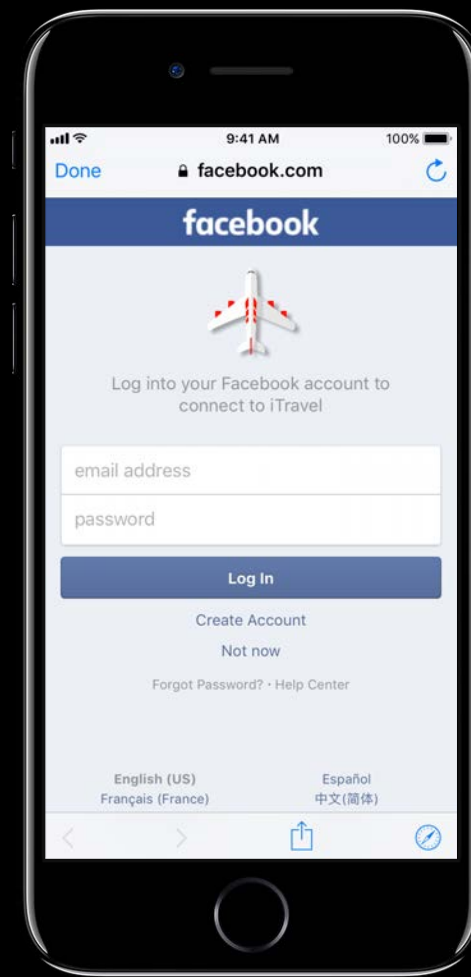 9:41 AM 100%
Done facebook.com
facebook
Log into your Facebook account to
connect to iTravel
email address
password
Log In
Create Account
Not now
Forgot Password? · Help Center
English (US) Español
Français (France) 中文(简体)